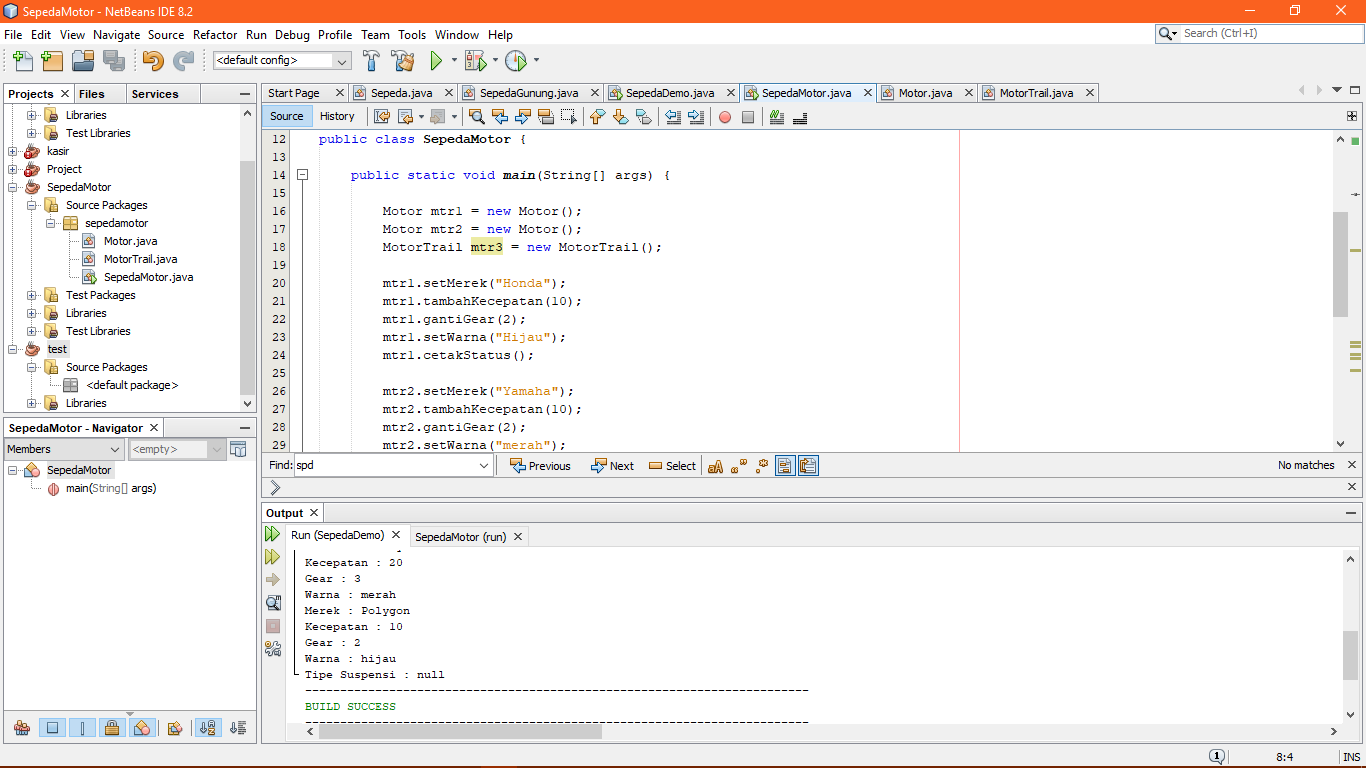 SepedaMotor - NetBeans IDE 8.2
File Edit View Navigate Source Refactor Run Debug Profile Team Tools Window Help
Search (Ctrl+I)
<default config>
Projects Files Services
Libraries
Test Libraries
kasir
Project
SepedaMotor
Source Packages
sepedamotor
Motor.java
MotorTrail.java
SepedaMotor.java
Test Packages
Libraries
Test Libraries
test
Source Packages
<default package>
Libraries
SepedaMotor - Navigator
Members <empty>
SepedaMotor
main(String[] args)
Start Page Sepeda.java SepedaGunung.java SepedaDemo.java SepedaMotor.java Motor.java MotorTrail.java
Source History
12 public class SepedaMotor {
13
14 public static void main(String[] args) {
15
16 Motor mtr1 = new Motor();
17 Motor mtr2 = new Motor();
18 MotorTrail mtr3 = new MotorTrail();
19
20 mtr1.setMerek("Honda");
21 mtr1.tambahKecepatan(10);
22 mtr1.gantiGear(2);
23 mtr1.setWarna("Hijau");
24 mtr1.cetakStatus();
25
26 mtr2.setMerek("Yamaha");
27 mtr2.tambahKecepatan(10);
28 mtr2.gantiGear(2);
29 mtr2.setWarna("merah");
Find: spd Previous Next Select No matches
Output
Run (SepedaDemo) SepedaMotor (run)
Kecepatan : 20
Gear : 3
Warna : merah
Merek : Polygon
Kecepatan : 10
Gear : 2
Warna : hijau
Tipe Suspensi : null
------------------------------------------------------------------------
BUILD SUCCESS
------------------------------------------------------------------------
1 8:4 INS